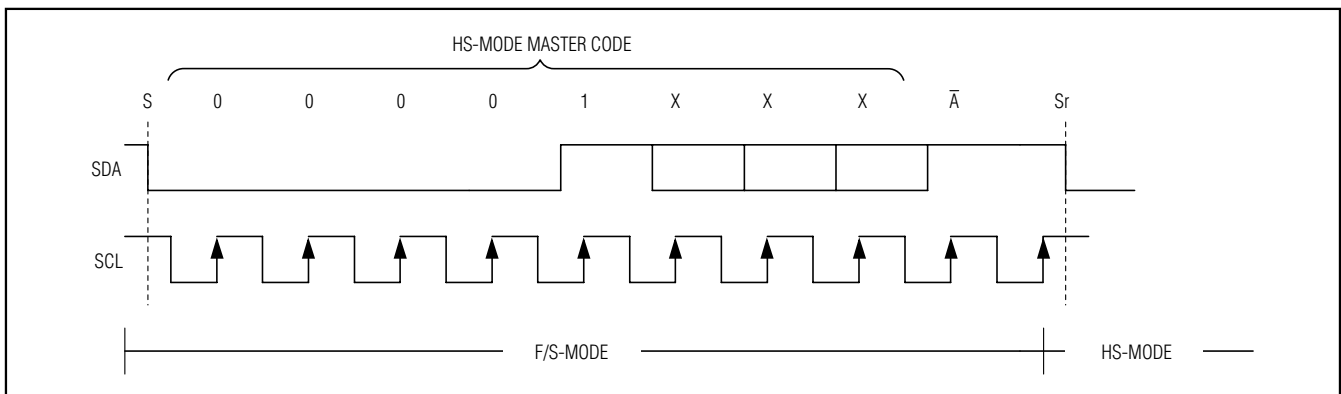 HS-MODE MASTER CODE
S 0 0 0 0 1 X X X A̅ Sr
SDA
SCL
F/S-MODE HS-MODE